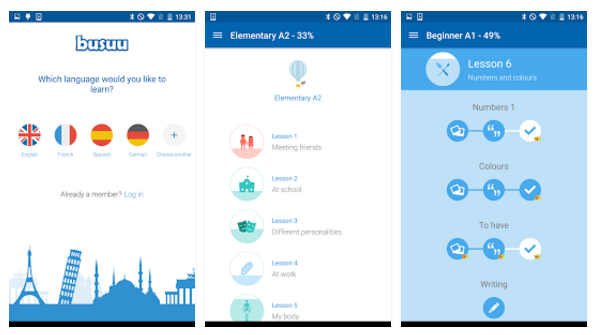 13:31
busuu
Which language would you like to
learn?
English
French
Spanish
German
Choose another
Already a member? Log in
13:16
Elementary A2 - 33%
Elementary A2
Lesson 1
Meeting friends
Lesson 2
At school
Lesson 3
Different personalities
Lesson 4
At work
Lesson 5
My body
13:16
Beginner A1 - 49%
Lesson 6
Numbers and colours
Numbers 1
Colours
To have
Writing